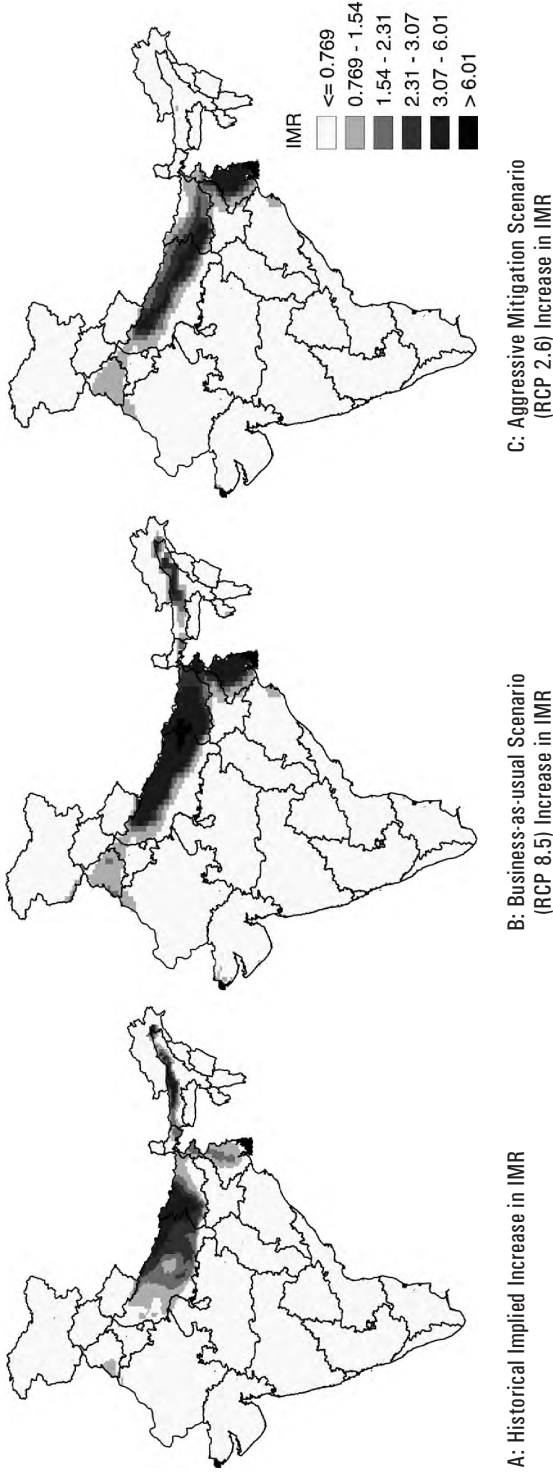 A: Historical Implied Increase in IMR
B: Business-as-usual Scenario
(RCP 8.5) Increase in IMR
C: Aggressive Mitigation Scenario
(RCP 2.6) Increase in IMR
IMR
<= 0.769
0.769 - 1.54
1.54 - 2.31
2.31 - 3.07
3.07 - 6.01
> 6.01